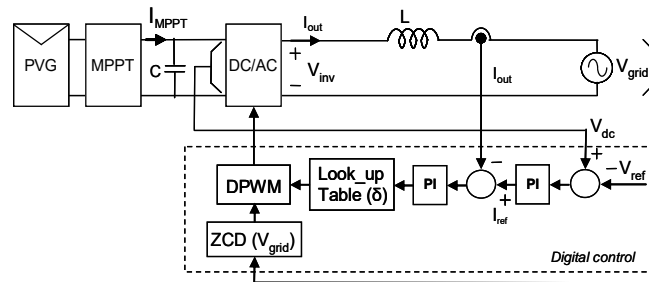 I_MPPT
I_out
L
PVG
MPPT
C
DC/AC
+
V_inv
−
I_out
V_grid
V_dc
DPWM
Look_up
Table (δ)
PI
−
+
I_ref
PI
+
−V_ref
ZCD (V_grid)
Digital control